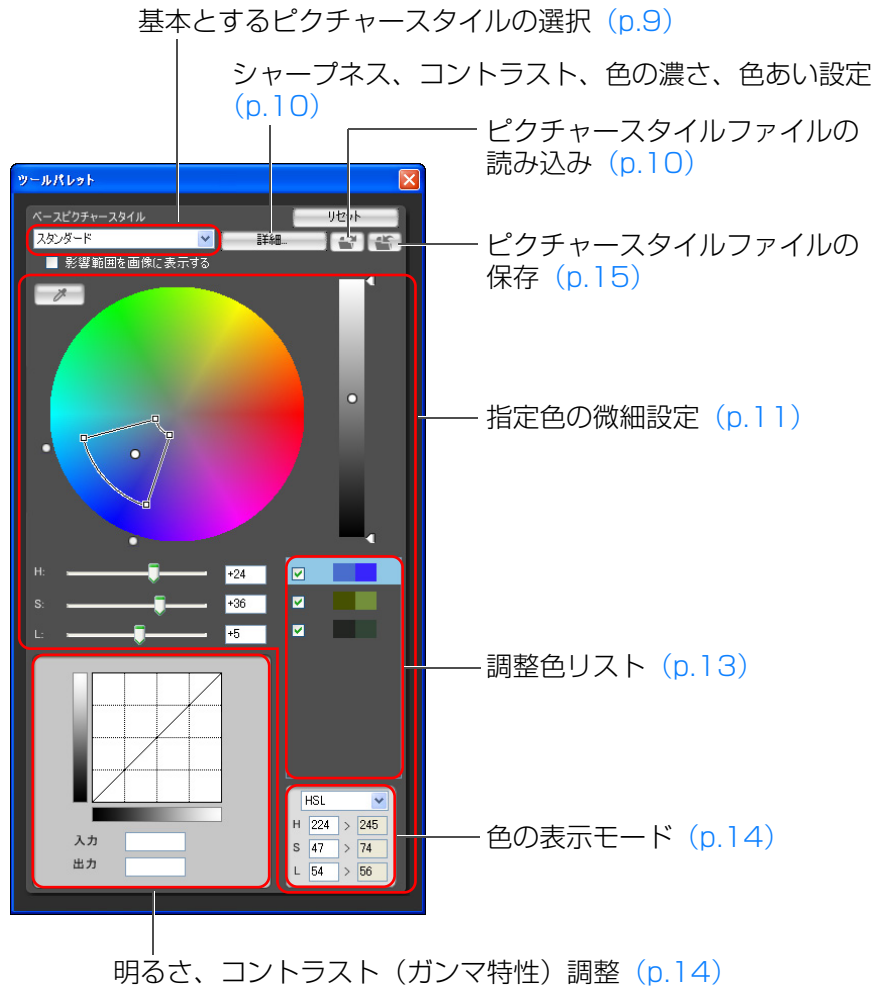 基本とするピクチャースタイルの選択（p.9）
シャープネス、コントラスト、色の濃さ、色あい設定
（p.10）
ピクチャースタイルファイルの
読み込み（p.10）
ツールパレット
ベースピクチャースタイル
リセット
スタンダード
詳細...
ピクチャースタイルファイルの
保存（p.15）
影響範囲を画像に表示する
指定色の微細設定（p.11）
H: +24
S: +36
L: +5
調整色リスト（p.13）
HSL
H 224 > 245
S 47 > 74
L 54 > 56
色の表示モード（p.14）
入力
出力
明るさ、コントラスト（ガンマ特性）調整（p.14）